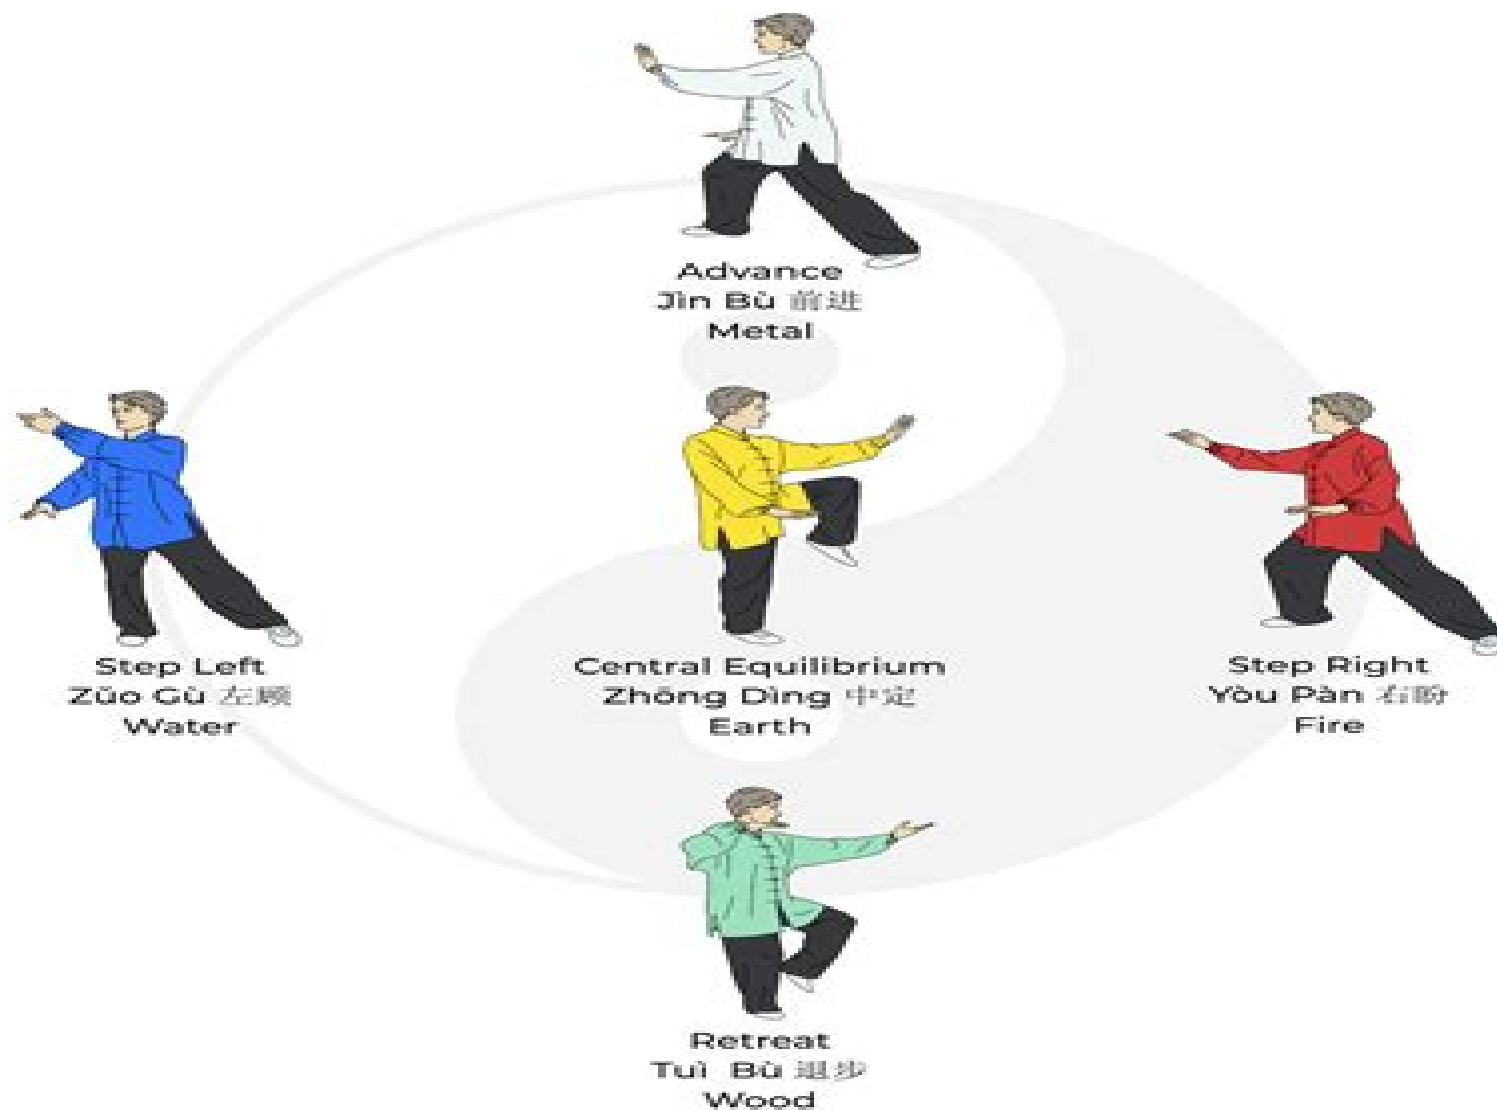 Advance
Jìn Bù 前进
Metal
Step Left
Zǔo Gù 左顾
Water
Central Equilibrium
Zhōng Dìng 中定
Earth
Step Right
Yòu Pàn 右盼
Fire
Retreat
Tuì Bù 退步
Wood